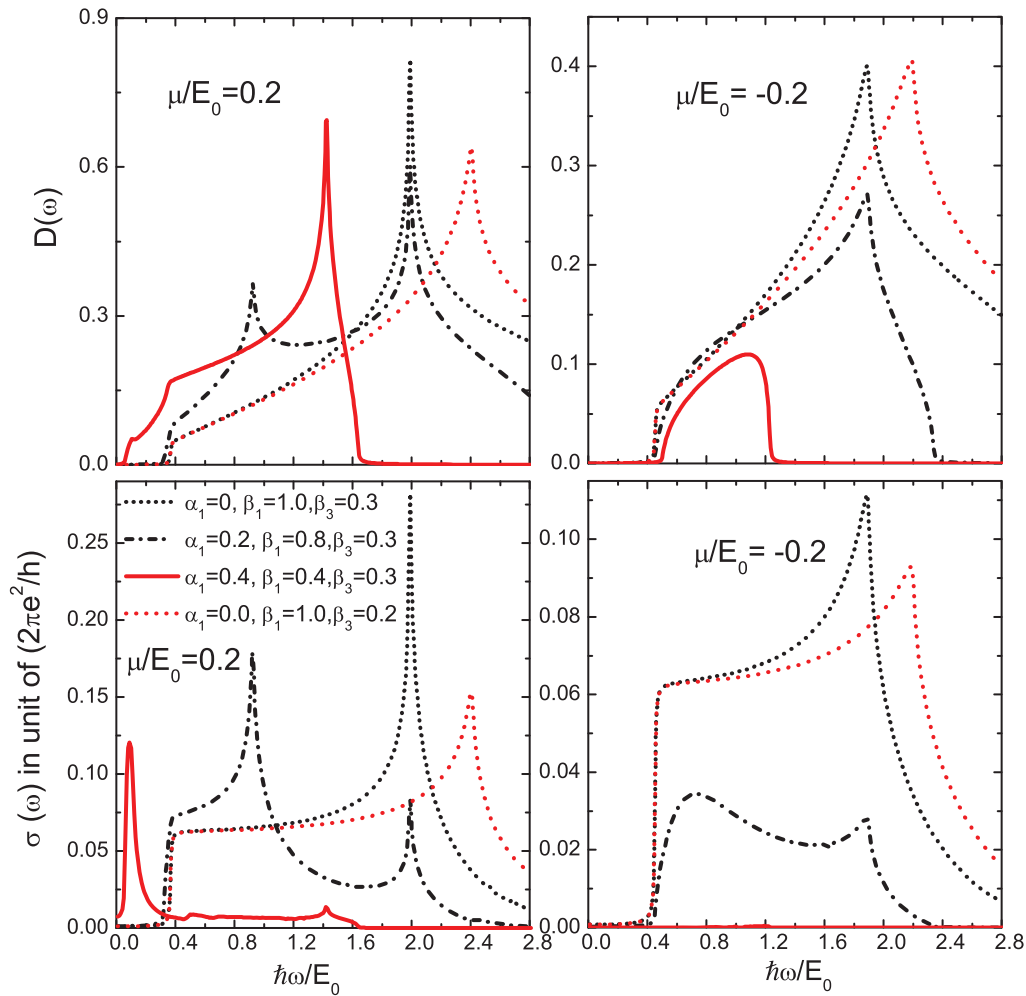 0.9
0.6
0.3
0.0
D(ω)
μ/E₀=0.2
0.4
0.3
0.2
0.1
0.0
μ/E₀= -0.2
0.25
0.20
0.15
0.10
0.05
0.00
σ (ω) in unit of (2πe²/h)
α₁=0, β₁=1.0,β₃=0.3
α₁=0.2, β₁=0.8,β₃=0.3
α₁=0.4, β₁=0.4,β₃=0.3
α₁=0.0, β₁=1.0,β₃=0.2
μ/E₀=0.2
0.0 0.4 0.8 1.2 1.6 2.0 2.4 2.8
ħω/E₀
0.10
0.08
0.06
0.04
0.02
0.00
μ/E₀= -0.2
0.0 0.4 0.8 1.2 1.6 2.0 2.4 2.8
ħω/E₀